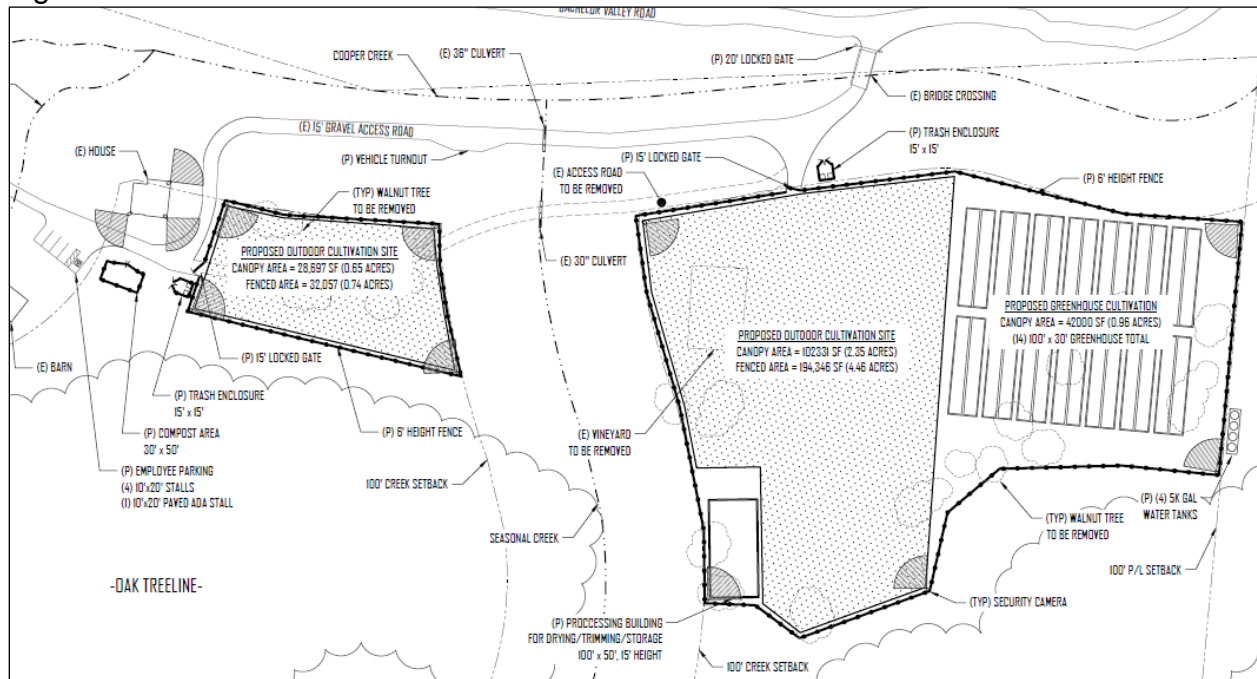 BACHELOR VALLEY ROAD
COOPER CREEK
(E) 36" CULVERT
(P) 20' LOCKED GATE
(E) BRIDGE CROSSING
(E) 15' GRAVEL ACCESS ROAD
(P) TRASH ENCLOSURE
15' x 15'
(E) HOUSE
(P) VEHICLE TURNOUT
(P) 15' LOCKED GATE
(E) ACCESS ROAD
TO BE REMOVED
(P) 6' HEIGHT FENCE
(TYP) WALNUT TREE
TO BE REMOVED
PROPOSED OUTDOOR CULTIVATION SITE
CANOPY AREA = 28,697 SF (0.65 ACRES)
FENCED AREA = 32,057 (0.74 ACRES)
(E) 30" CULVERT
PROPOSED GREENHOUSE CULTIVATION
CANOPY AREA = 42000 SF (0.96 ACRES)
(14) 100' x 30' GREENHOUSE TOTAL
PROPOSED OUTDOOR CULTIVATION SITE
CANOPY AREA = 102331 SF (2.35 ACRES)
FENCED AREA = 194,346 SF (4.46 ACRES)
(P) 15' LOCKED GATE
(E) BARN
(P) TRASH ENCLOSURE
15' x 15'
(P) 6' HEIGHT FENCE
(E) VINEYARD
TO BE REMOVED
(P) COMPOST AREA
30' x 50'
(P) EMPLOYEE PARKING
(4) 10'x20' STALLS
(1) 10'x20' PAVED ADA STALL
100' CREEK SETBACK
(P) (4) 5K GAL
WATER TANKS
(TYP) WALNUT TREE
TO BE REMOVED
SEASONAL CREEK
100' P/L SETBACK
-OAK TREELINE-
(TYP) SECURITY CAMERA
(P) PROCCESSING BUILDING
FOR DRYING/TRIMMING/STORAGE
100' x 50', 15' HEIGHT
100' CREEK SETBACK